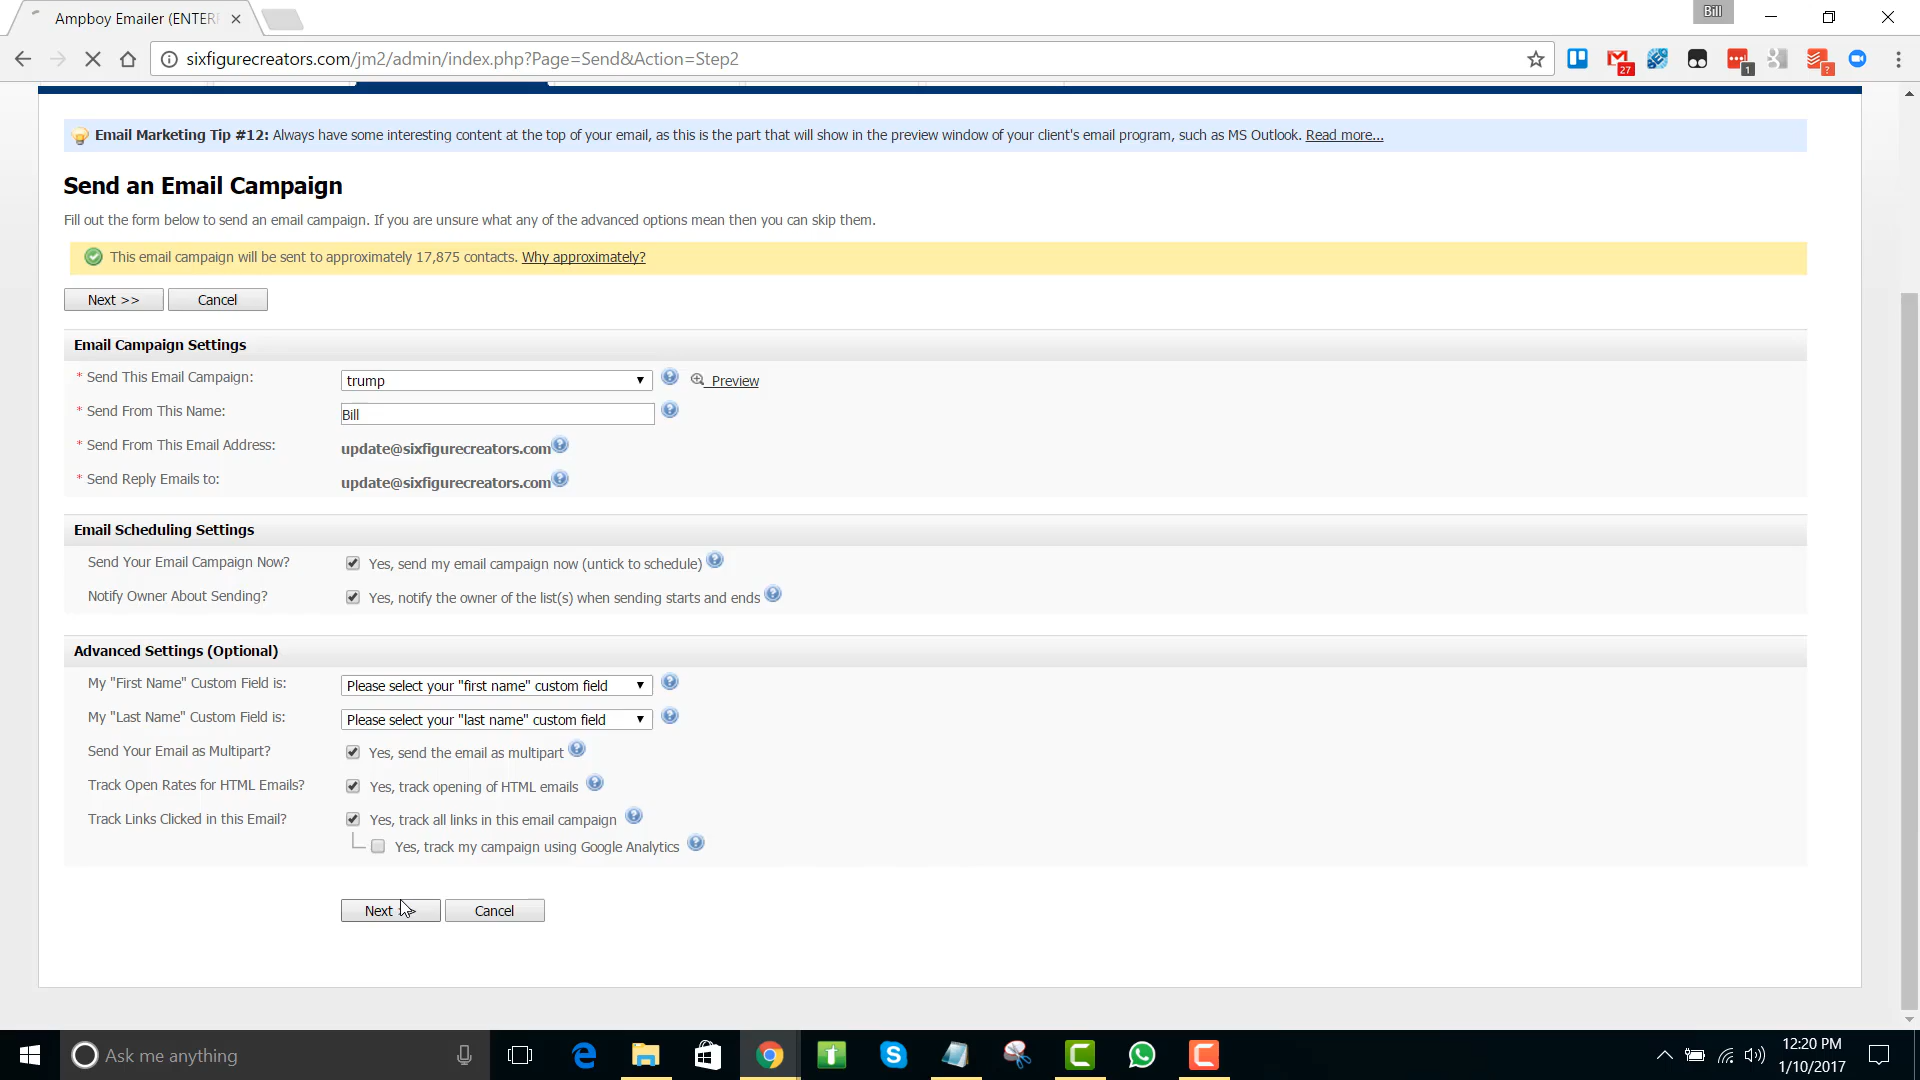 Ampboy Emailer (ENTER
Bill
sixfigurecreators.com/jm2/admin/index.php?Page=Send&Action=Step2
27
1
?
Email Marketing Tip #12: Always have some interesting content at the top of your email, as this is the part that will show in the preview window of your client's email program, such as MS Outlook. Read more...
Send an Email Campaign
Fill out the form below to send an email campaign. If you are unsure what any of the advanced options mean then you can skip them.
This email campaign will be sent to approximately 17,875 contacts. Why approximately?
Next >> Cancel
Email Campaign Settings
* Send This Email Campaign: trump Preview
* Send From This Name: Bill
* Send From This Email Address: update@sixfigurecreators.com
* Send Reply Emails to: update@sixfigurecreators.com
Email Scheduling Settings
Send Your Email Campaign Now? Yes, send my email campaign now (untick to schedule)
Notify Owner About Sending? Yes, notify the owner of the list(s) when sending starts and ends
Advanced Settings (Optional)
My "First Name" Custom Field is: Please select your "first name" custom field
My "Last Name" Custom Field is: Please select your "last name" custom field
Send Your Email as Multipart? Yes, send the email as multipart
Track Open Rates for HTML Emails? Yes, track opening of HTML emails
Track Links Clicked in this Email? Yes, track all links in this email campaign
Yes, track my campaign using Google Analytics
Next Cancel
Ask me anything
12:20 PM
1/10/2017